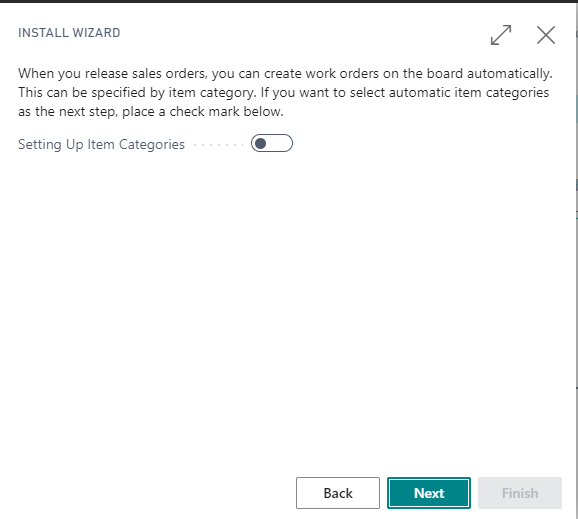 INSTALL WIZARD
When you release sales orders, you can create work orders on the board automatically.
This can be specified by item category. If you want to select automatic item categories
as the next step, place a check mark below.
Setting Up Item Categories
Back
Next
Finish